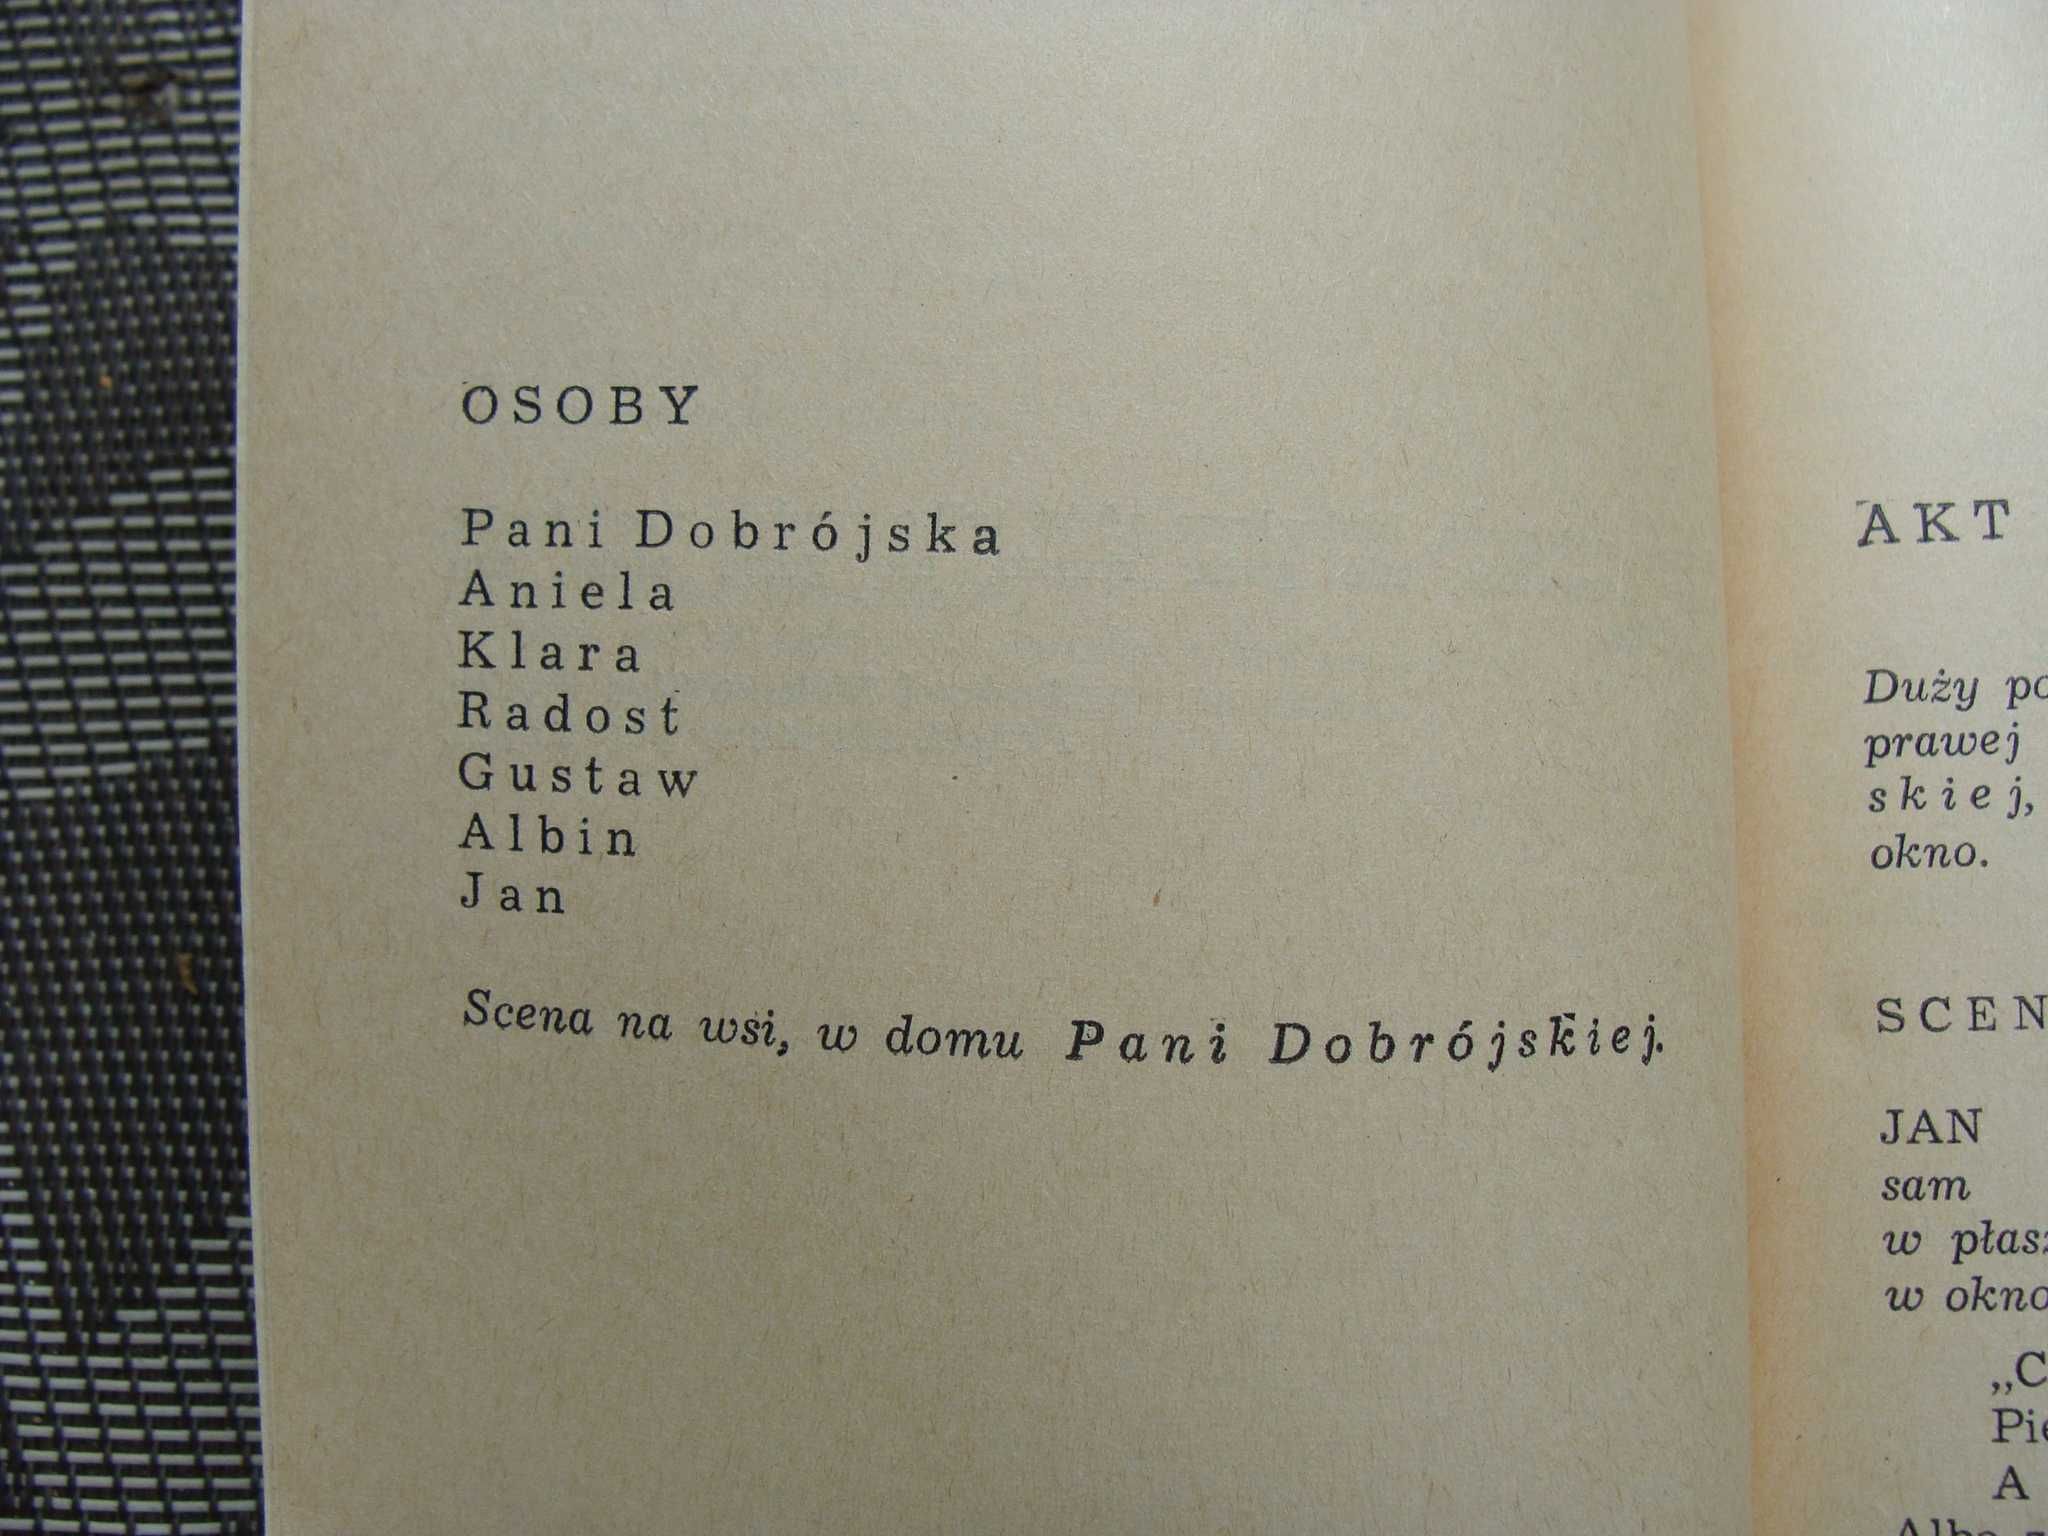 OSOBY
Pani Dobrójska
Aniela
Klara
Radost
Gustaw
Albin
Jan
Scena na wsi, w domu Pani Dobrójskiej.
AKT
Duży
prawej
skiej,
okno.
JAN
sam
w
w
A